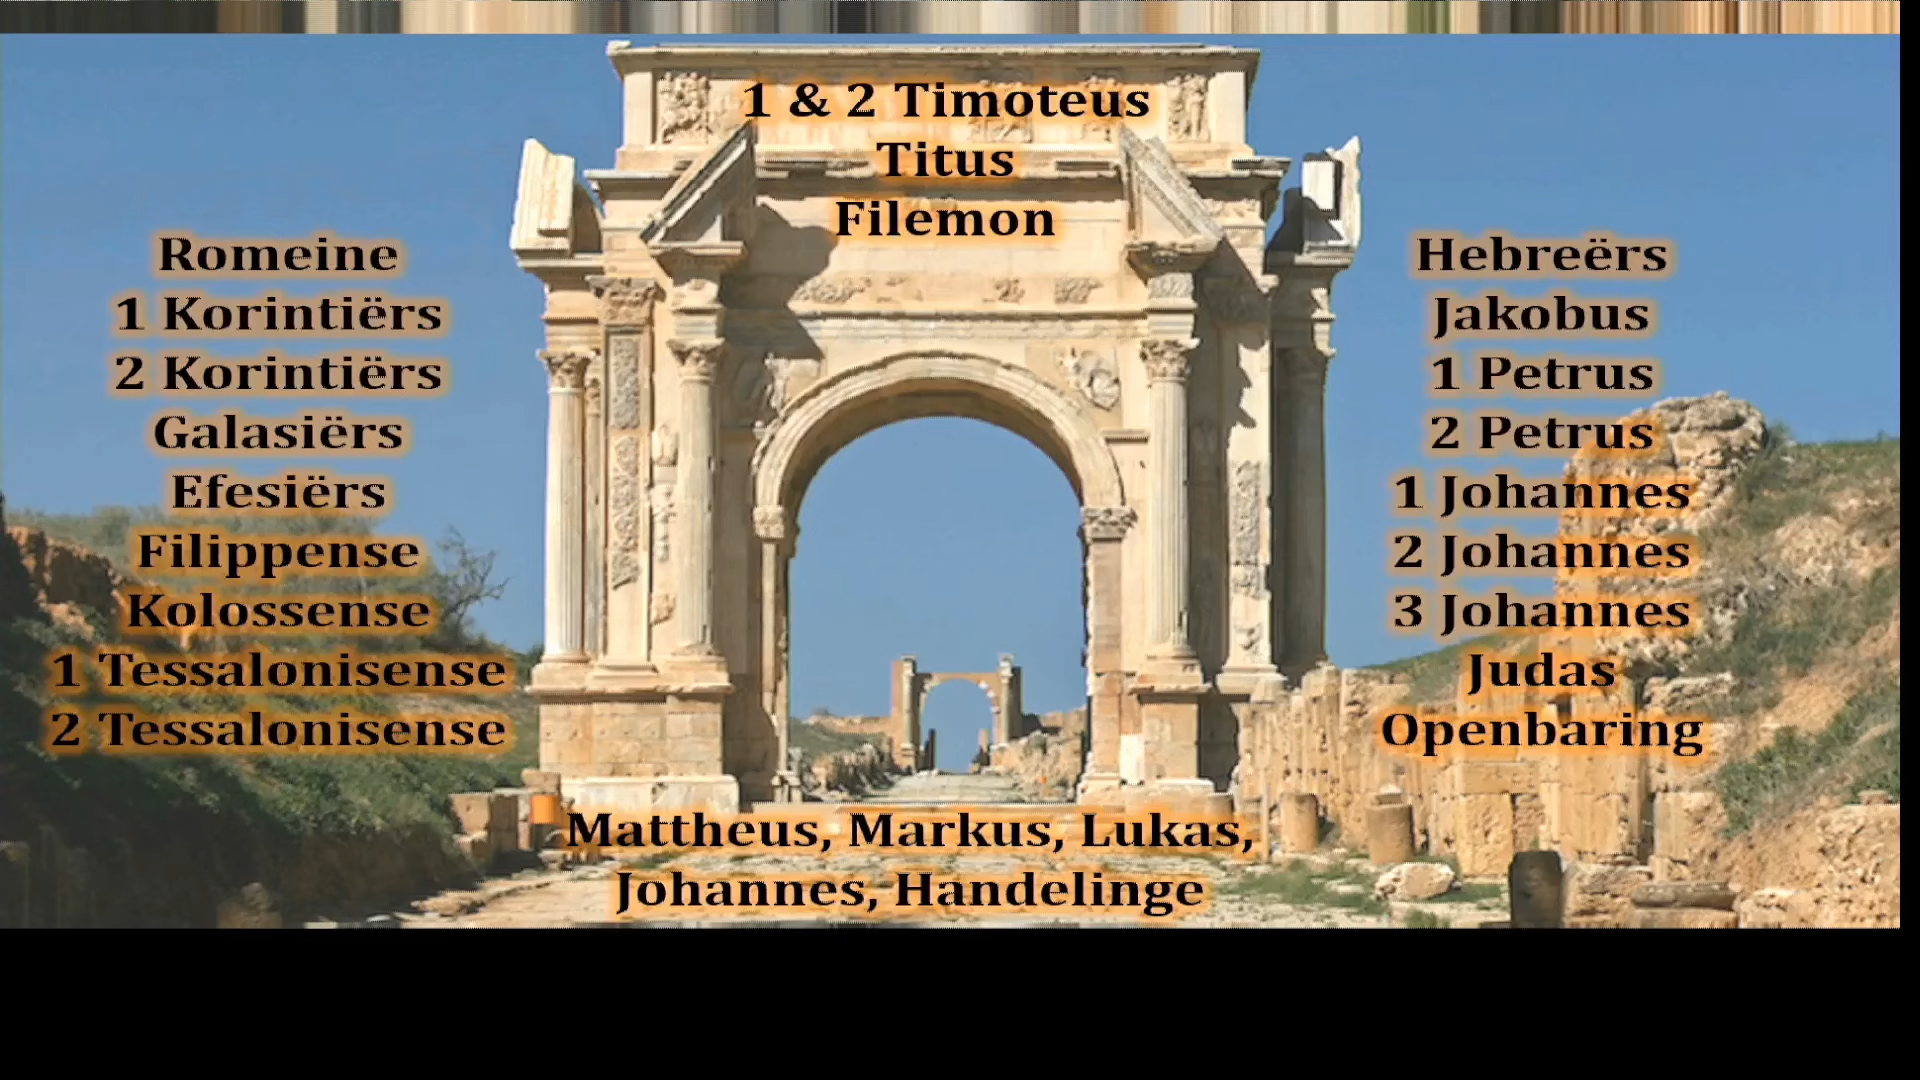 1 & 2 Timoteus
Titus
Filemon
Romeine
1 Korintiërs
2 Korintiërs
Galasiërs
Efesiërs
Filippense
Kolossense
1 Tessalonisense
2 Tessalonisense
Hebreërs
Jakobus
1 Petrus
2 Petrus
1 Johannes
2 Johannes
3 Johannes
Judas
Openbaring
Mattheus, Markus, Lukas,
Johannes, Handelinge